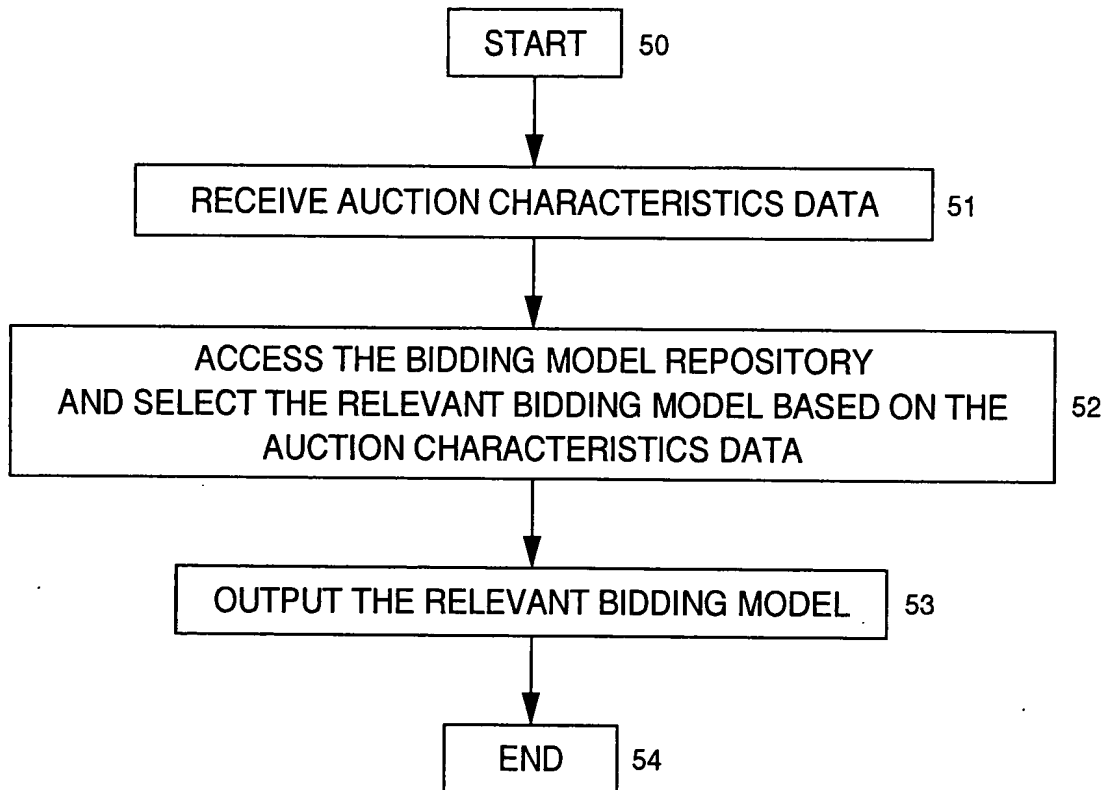 START 50
RECEIVE AUCTION CHARACTERISTICS DATA 51
ACCESS THE BIDDING MODEL REPOSITORY
AND SELECT THE RELEVANT BIDDING MODEL BASED ON THE 52
AUCTION CHARACTERISTICS DATA
OUTPUT THE RELEVANT BIDDING MODEL 53
END 54